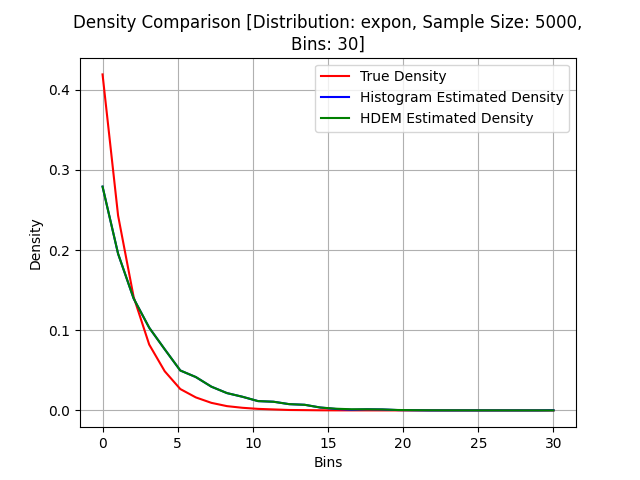 Density Comparison [Distribution: expon, Sample Size: 5000,
Bins: 30]
True Density
Histogram Estimated Density
HDEM Estimated Density
Density
0.4
0.3
0.2
0.1
0.0
0 5 10 15 20 25 30
Bins